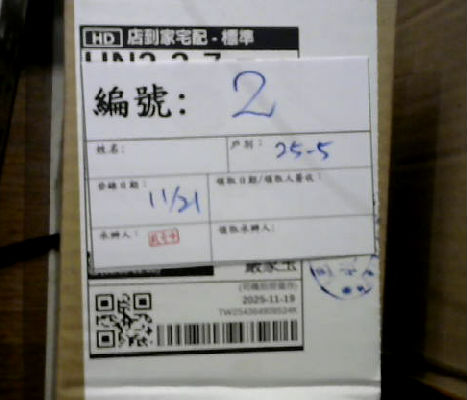 HD 店到家宅配-標準
編號: 2
姓名:
戶別: 25-5
登錄日期: 11/21
領取日期/領取人簽收:
承辦人:
領取承辦人:
2025-11-19